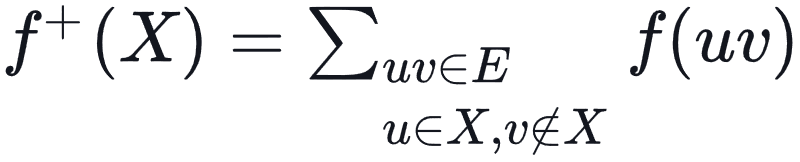 f⁺(X) = ∑_{uv∈E} f(uv)
u∈X,v∉X